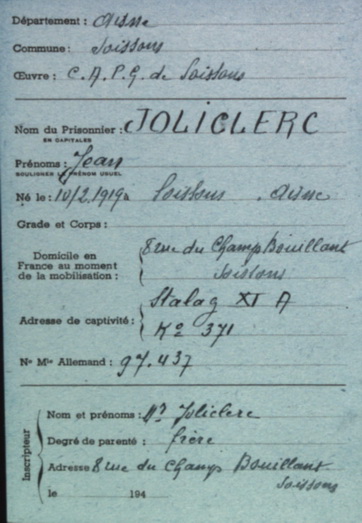 Département : Aisne
Commune : Soissons
Œuvre : C.A.P.G. de Soissons
Nom du Prisonnier : JOLICLERC
EN CAPITALES
Prénoms : Jean
SOULIGNER LE PRÉNOM USUEL
Né le : 10/2/1919 à Soissons . Aisne
Grade et Corps :
Domicile en
France au moment
de la mobilisation :
8 rue du Champ Bouillant
Soissons
Adresse de captivité :
Stalag XI A
Ko 371
No Mle Allemand : 97.437
Inscripteur
Nom et prénoms : Mr Joliclerc
Degré de parenté : frère
Adresse 8 rue du Champ Bouillant
Soissons
le 194